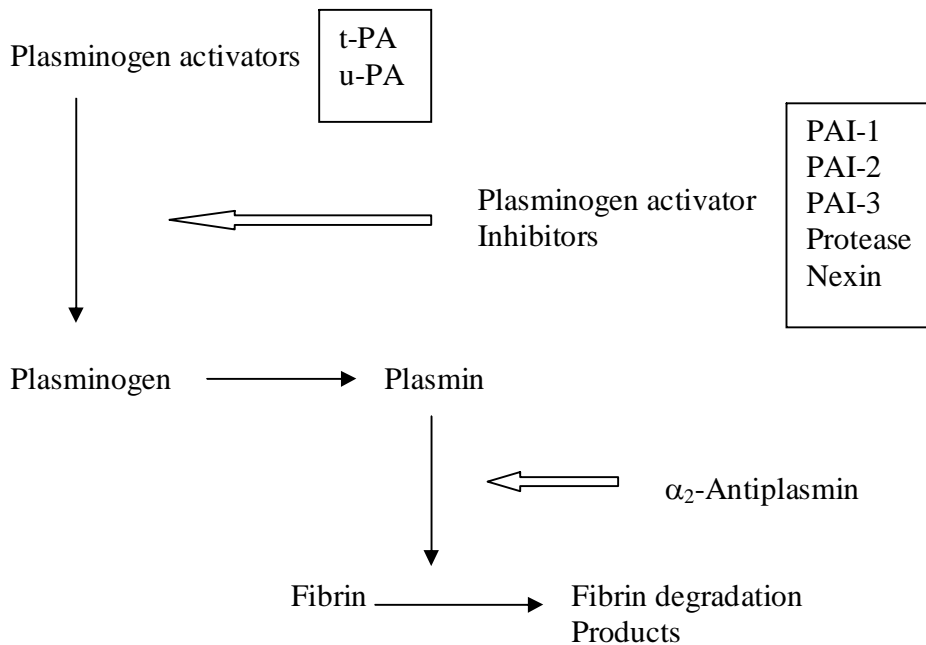 Plasminogen activators
t-PA
u-PA
PAI-1
PAI-2
PAI-3
Protease
Nexin
Plasminogen activator
Inhibitors
Plasminogen
Plasmin
α₂-Antiplasmin
Fibrin
Fibrin degradation
Products